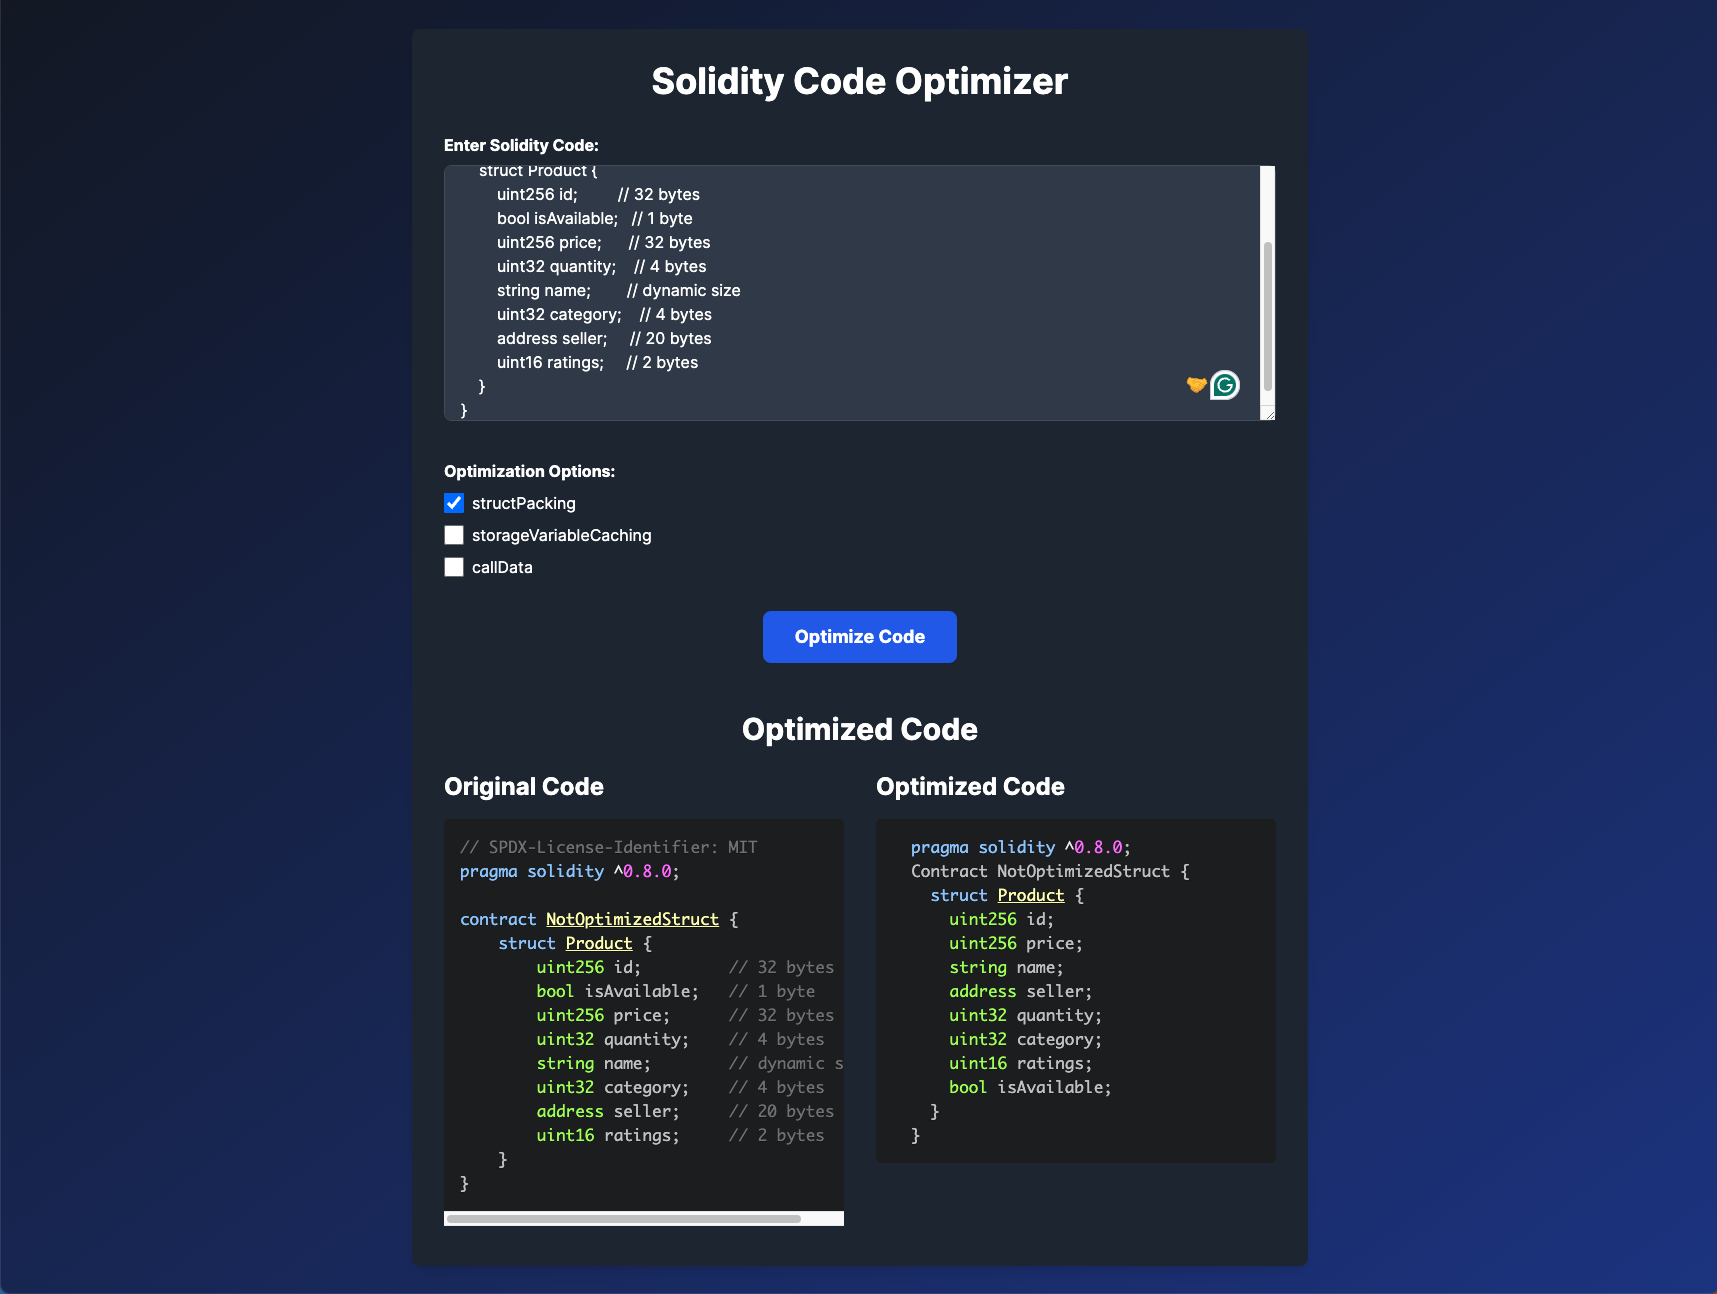 Solidity Code Optimizer
Enter Solidity Code:
struct Product {
uint256 id; // 32 bytes
bool isAvailable; // 1 byte
uint256 price; // 32 bytes
uint32 quantity; // 4 bytes
string name; // dynamic size
uint32 category; // 4 bytes
address seller; // 20 bytes
uint16 ratings; // 2 bytes
}
}
Optimization Options:
structPacking
storageVariableCaching
callData
Optimize Code
Optimized Code
Original Code
// SPDX-License-Identifier: MIT
pragma solidity ^0.8.0;
contract NotOptimizedStruct {
struct Product {
uint256 id; // 32 bytes
bool isAvailable; // 1 byte
uint256 price; // 32 bytes
uint32 quantity; // 4 bytes
string name; // dynamic s
uint32 category; // 4 bytes
address seller; // 20 bytes
uint16 ratings; // 2 bytes
}
}
Optimized Code
pragma solidity ^0.8.0;
Contract NotOptimizedStruct {
struct Product {
uint256 id;
uint256 price;
string name;
address seller;
uint32 quantity;
uint32 category;
uint16 ratings;
bool isAvailable;
}
}